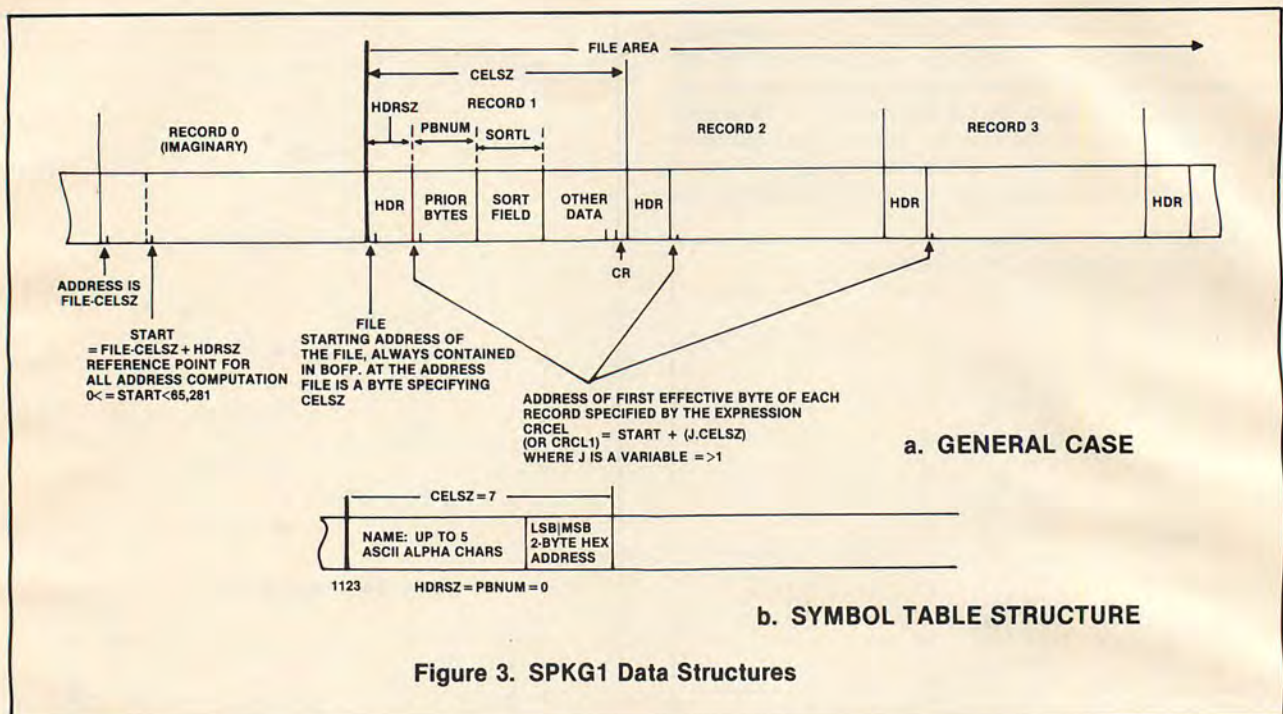 FILE AREA
CELSZ
HDRSZ
RECORD 1
RECORD 0
(IMAGINARY)
PBNUM
SORTL
RECORD 2
RECORD 3
HDR
PRIOR
BYTES
SORT
FIELD
OTHER
DATA
HDR
HDR
HDR
ADDRESS IS
FILE-CELSZ
CR
START
=FILE-CELSZ+HDRSZ
REFERENCE POINT FOR
ALL ADDRESS COMPUTATION
0<=START<65,281
FILE
STARTING ADDRESS OF
THE FILE, ALWAYS CONTAINED
IN BOFP. AT THE ADDRESS
FILE IS A BYTE SPECIFYING
CELSZ
ADDRESS OF FIRST EFFECTIVE BYTE OF EACH
RECORD SPECIFIED BY THE EXPRESSION
CRCEL
(OR CRCL1) = START + (J.CELSZ)
WHERE J IS A VARIABLE =>1
a. GENERAL CASE
CELSZ=7
NAME: UP TO 5
ASCII ALPHA CHARS
LSB|MSB
2-BYTE HEX
ADDRESS
1123
HDRSZ=PBNUM=0
b. SYMBOL TABLE STRUCTURE
Figure 3. SPKG1 Data Structures